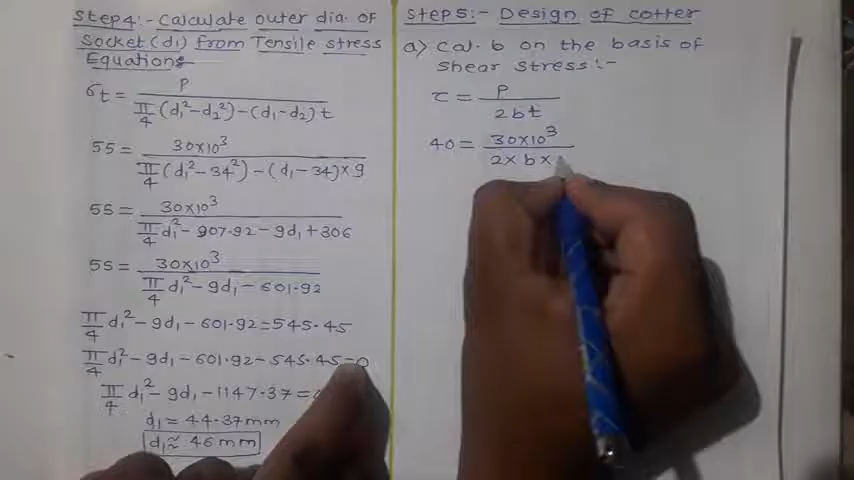 Step4:- Calculate outer dia. of
Socket (d₁) from Tensile stress
Equations
σt = P / π/4 (d₁²-d₂²)-(d₁-d₂)t
55 = 30x10³ / π/4 (d₁²-34²)-(d₁-34)x9
55 = 30x10³ / π/4 d₁²-907.92-9d₁+306
55 = 30x10³ / π/4 d₁²-9d₁-601.92
π/4 d₁²-9d₁-601.92=545.45
π/4 d₁²-9d₁-601.92-545.45=0
π/4 d₁²-9d₁-1147.37=
d₁ = 44.37mm
d₁ ≈ 46 mm
Step5:- Design of cotter
a) cal. b on the basis of
shear stress:-
τ = P / 2bt
40 = 30x10³ / 2x bx